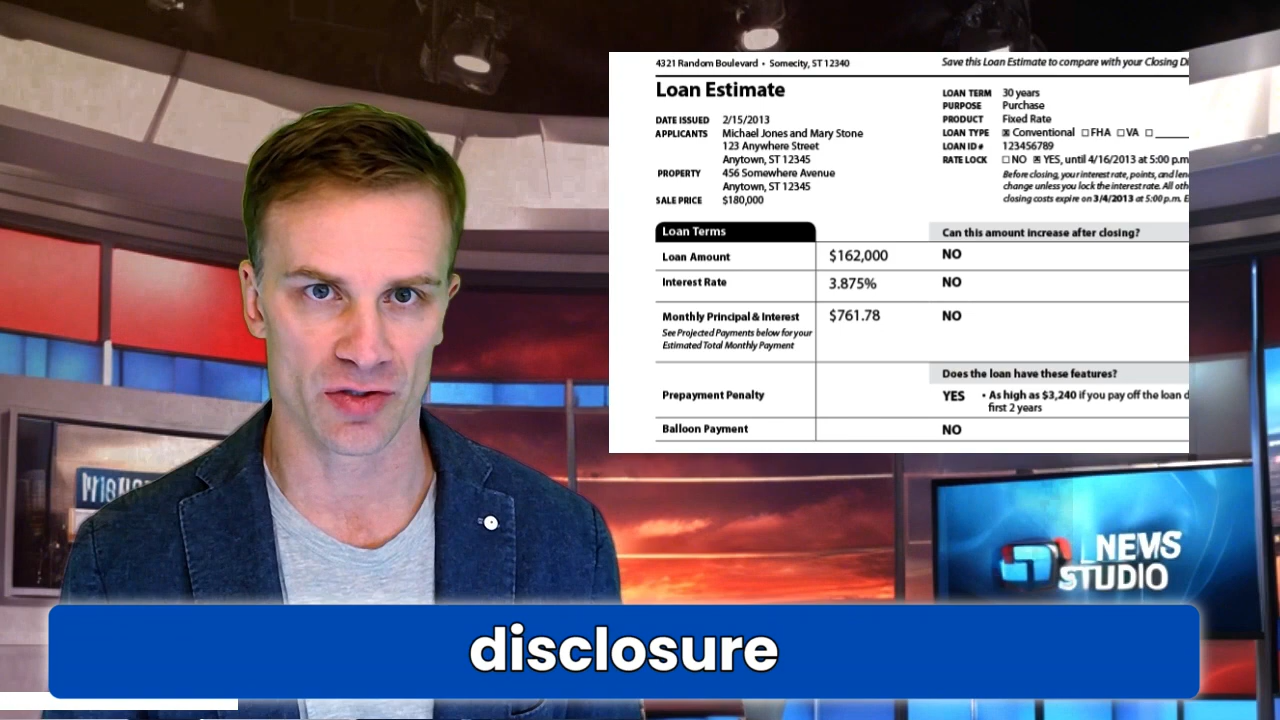 4321 Random Boulevard • Somecity, ST 12340
Save this Loan Estimate to compare with your Closing Di
Loan Estimate
DATE ISSUED 2/15/2013
APPLICANTS Michael Jones and Mary Stone
123 Anywhere Street
Anytown, ST 12345
PROPERTY 456 Somewhere Avenue
Anytown, ST 12345
SALE PRICE $180,000
LOAN TERM 30 years
PURPOSE Purchase
PRODUCT Fixed Rate
LOAN TYPE ☒ Conventional ☐ FHA ☐ VA ☐ ______
LOAN ID # 123456789
RATE LOCK ☐ NO ☒ YES, until 4/16/2013 at 5:00 p.m
Before closing, your interest rate, points, and len
change unless you lock the interest rate. All oth
closing costs expire on 3/4/2013 at 5:00 p.m. E
Loan Terms Can this amount increase after closing?
Loan Amount $162,000 NO
Interest Rate 3.875% NO
Monthly Principal & Interest $761.78 NO
See Projected Payments below for your
Estimated Total Monthly Payment
Does the loan have these features?
Prepayment Penalty YES • As high as $3,240 if you pay off the loan d
first 2 years
Balloon Payment NO
NEWS
STUDIO
disclosure